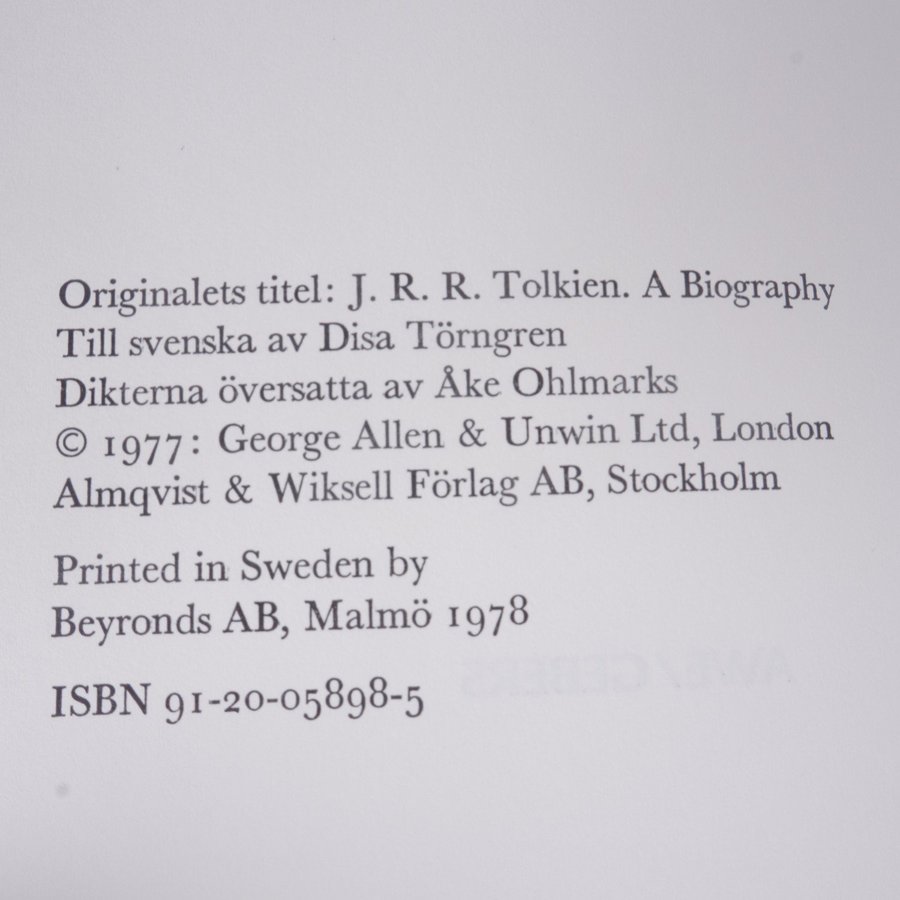 Originalets titel: J. R. R. Tolkien. A Biography
Till svenska av Disa Törngren
Dikterna översatta av Åke Ohlmarks
© 1977: George Allen & Unwin Ltd, London
Almqvist & Wiksell Förlag AB, Stockholm
Printed in Sweden by
Beyronds AB, Malmö 1978
AWE/GEBERS
ISBN 91-20-05898-5